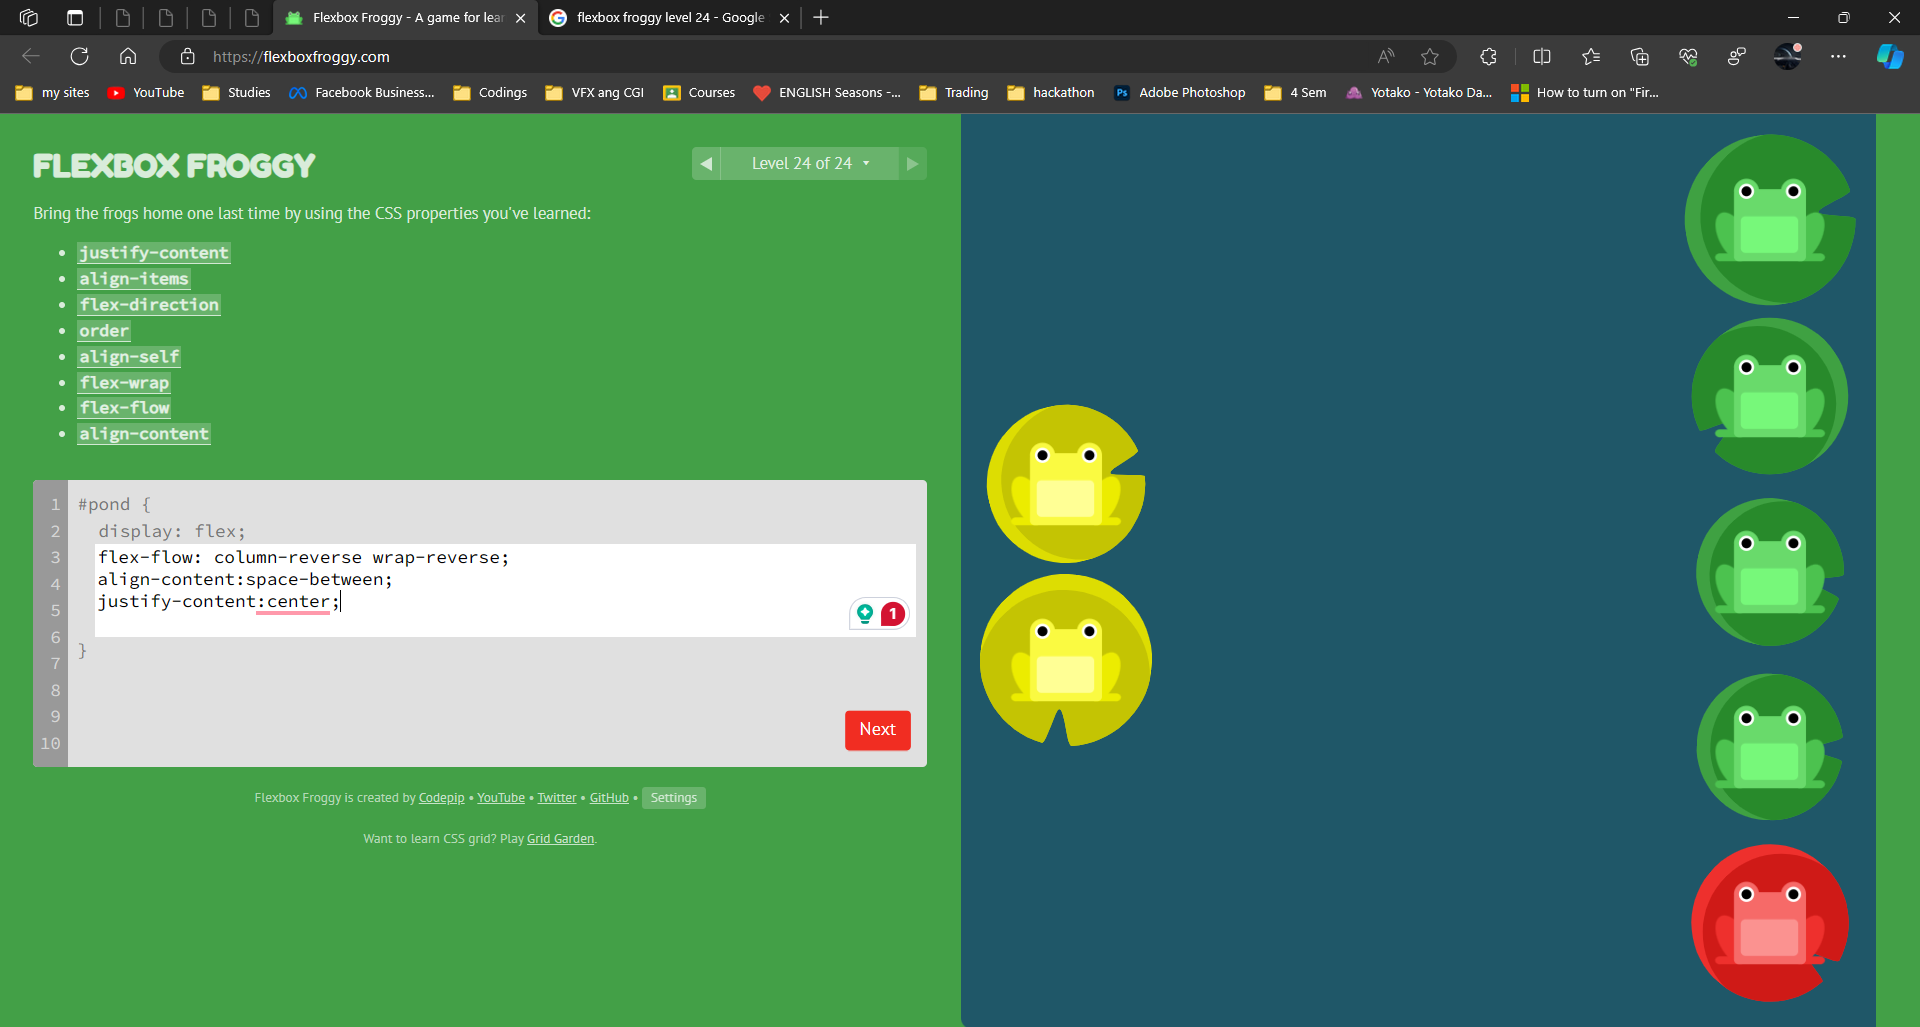 Flexbox Froggy - A game for lear
flexbox froggy level 24 - Google
https://flexboxfroggy.com
my sites
YouTube
Studies
Facebook Business...
Codings
VFX ang CGI
Courses
ENGLISH Seasons -...
Trading
hackathon
Ps
Adobe Photoshop
4 Sem
Yotako - Yotako Da...
How to turn on "Fir...
FLEXBOX FROGGY
Level 24 of 24
Bring the frogs home one last time by using the CSS properties you've learned:
justify-content
align-items
flex-direction
order
align-self
flex-wrap
flex-flow
align-content
1 #pond {
2 display: flex;
3 flex-flow: column-reverse wrap-reverse;
4 align-content:space-between;
5 justify-content:center;
1
6 }
7
8
9
10
Next
Flexbox Froggy is created by Codepip • YouTube • Twitter • GitHub • Settings
Want to learn CSS grid? Play Grid Garden.